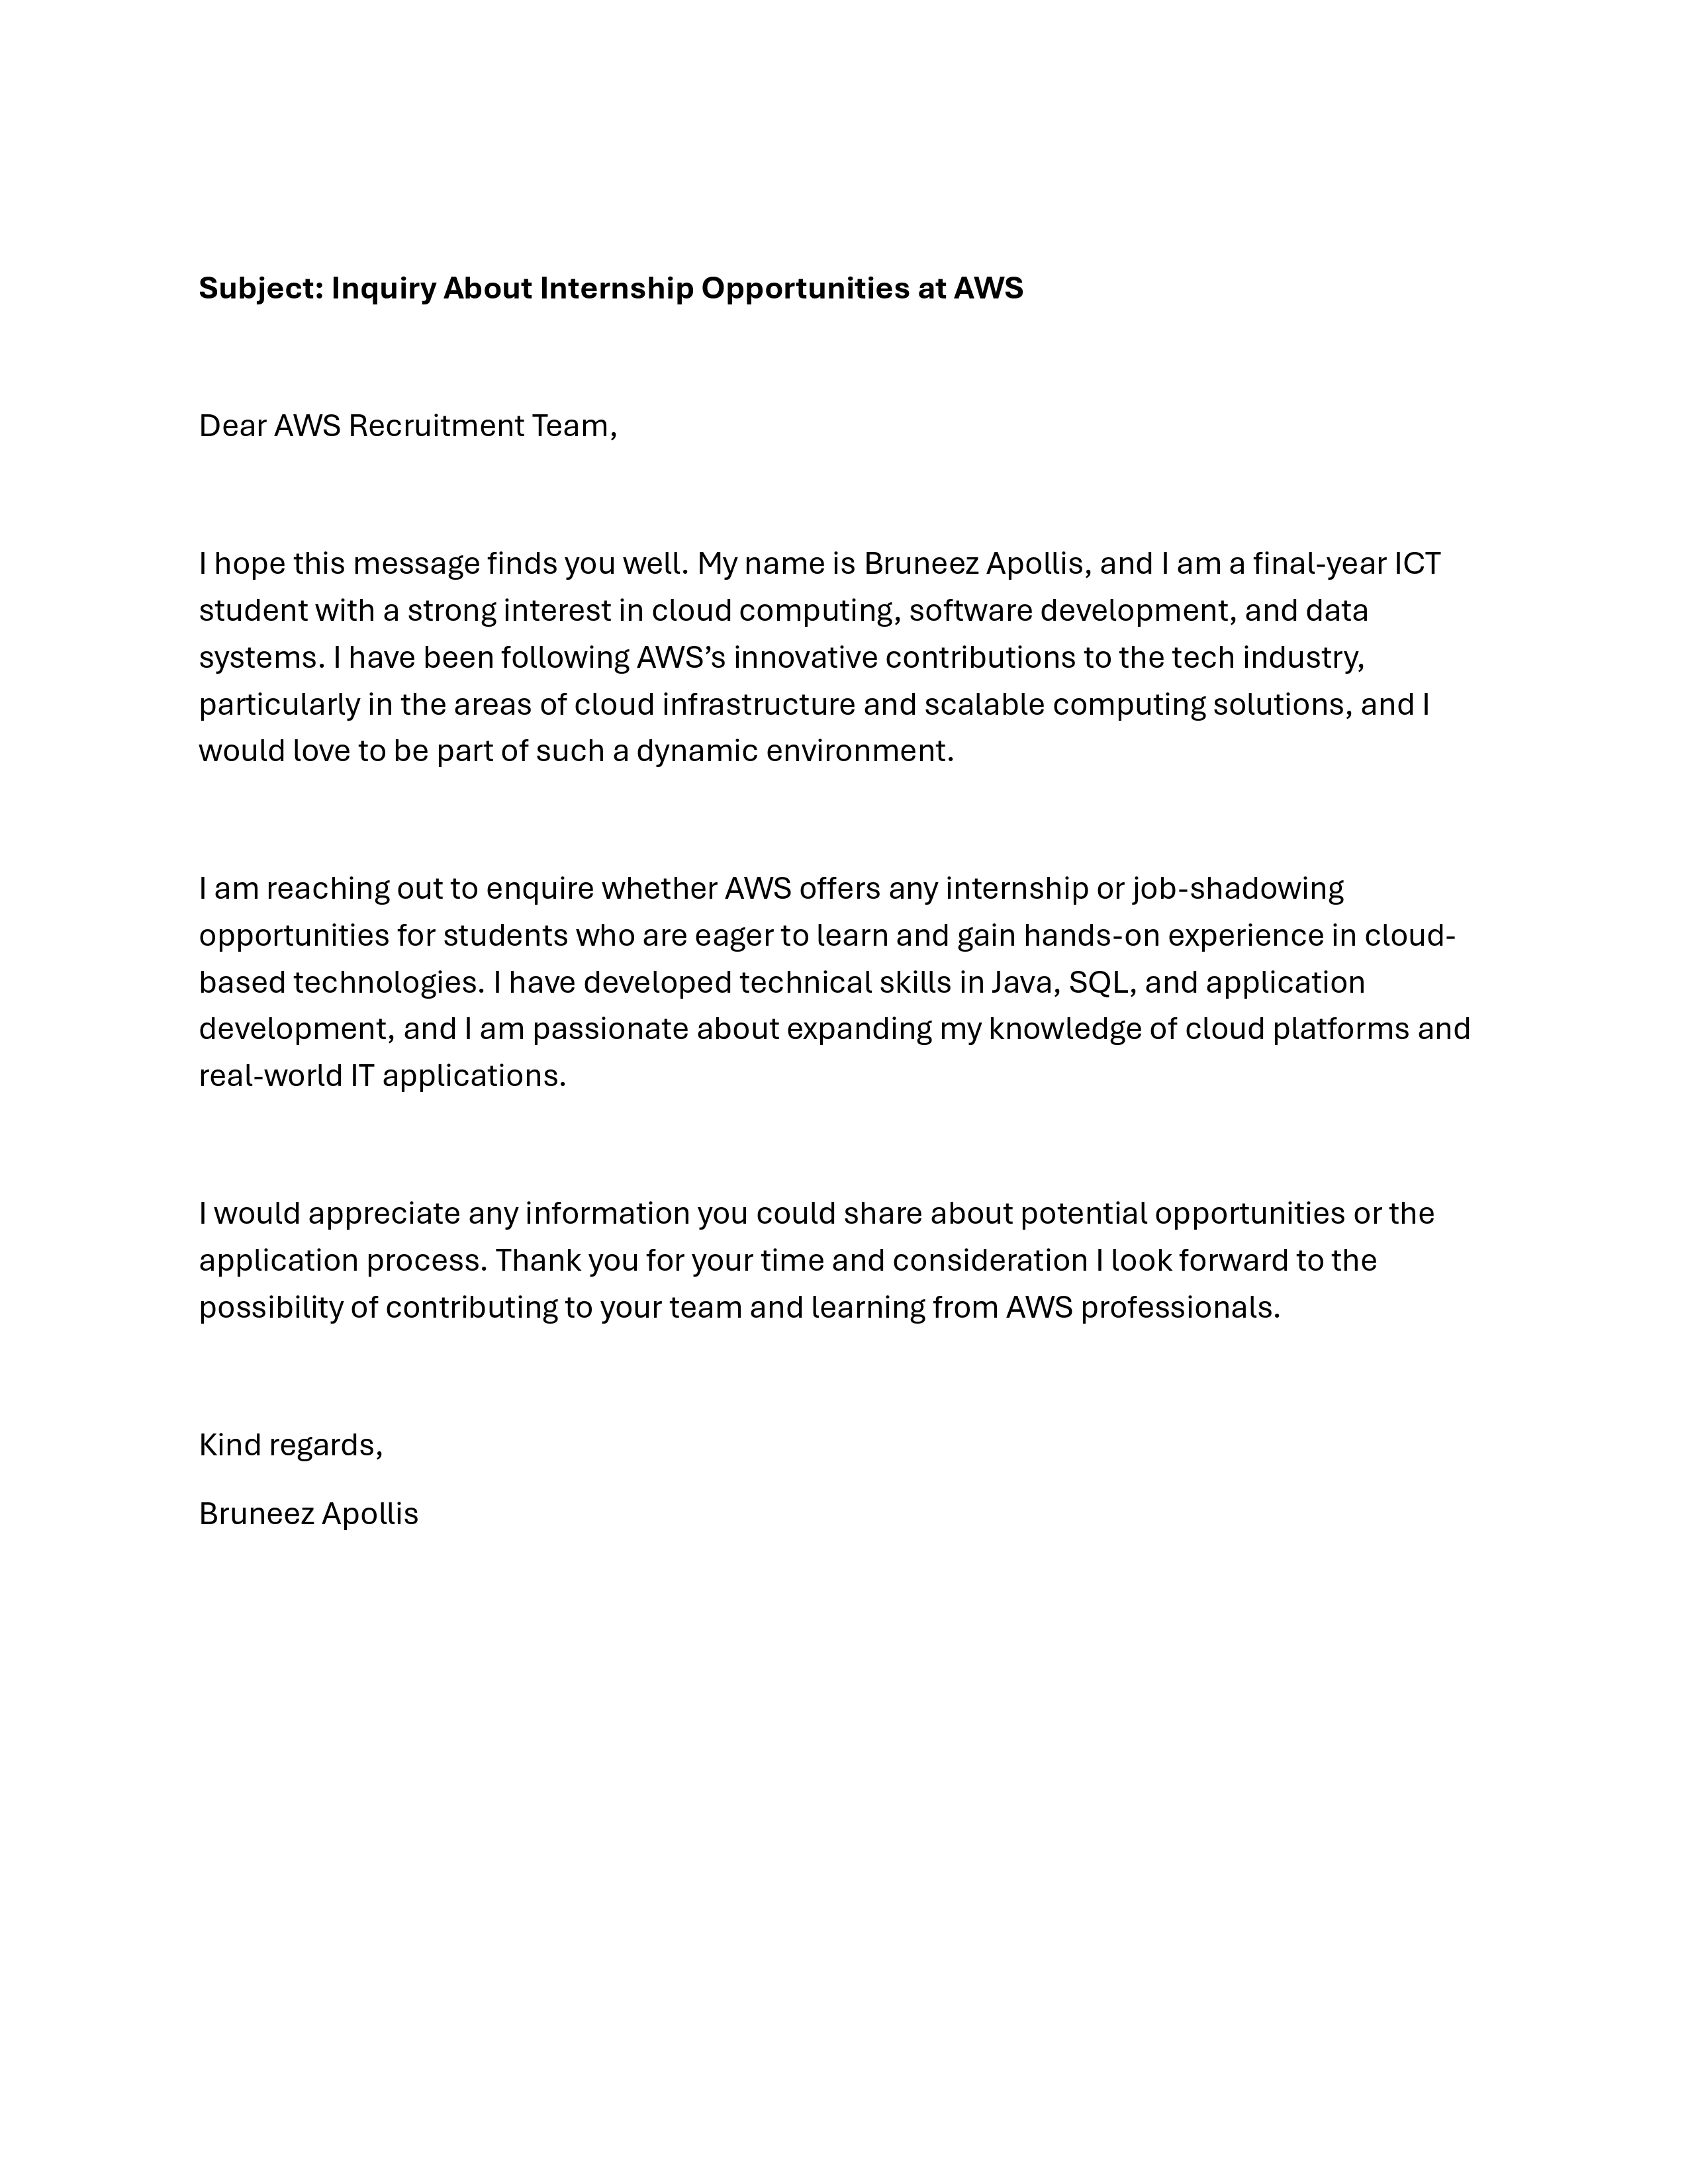 Subject: Inquiry About Internship Opportunities at AWS
Dear AWS Recruitment Team,
I hope this message finds you well. My name is Bruneez Apollis, and I am a final-year ICT
student with a strong interest in cloud computing, software development, and data
systems. I have been following AWS’s innovative contributions to the tech industry,
particularly in the areas of cloud infrastructure and scalable computing solutions, and I
would love to be part of such a dynamic environment.
I am reaching out to enquire whether AWS offers any internship or job-shadowing
opportunities for students who are eager to learn and gain hands-on experience in cloud-
based technologies. I have developed technical skills in Java, SQL, and application
development, and I am passionate about expanding my knowledge of cloud platforms and
real-world IT applications.
I would appreciate any information you could share about potential opportunities or the
application process. Thank you for your time and consideration I look forward to the
possibility of contributing to your team and learning from AWS professionals.
Kind regards,
Bruneez Apollis